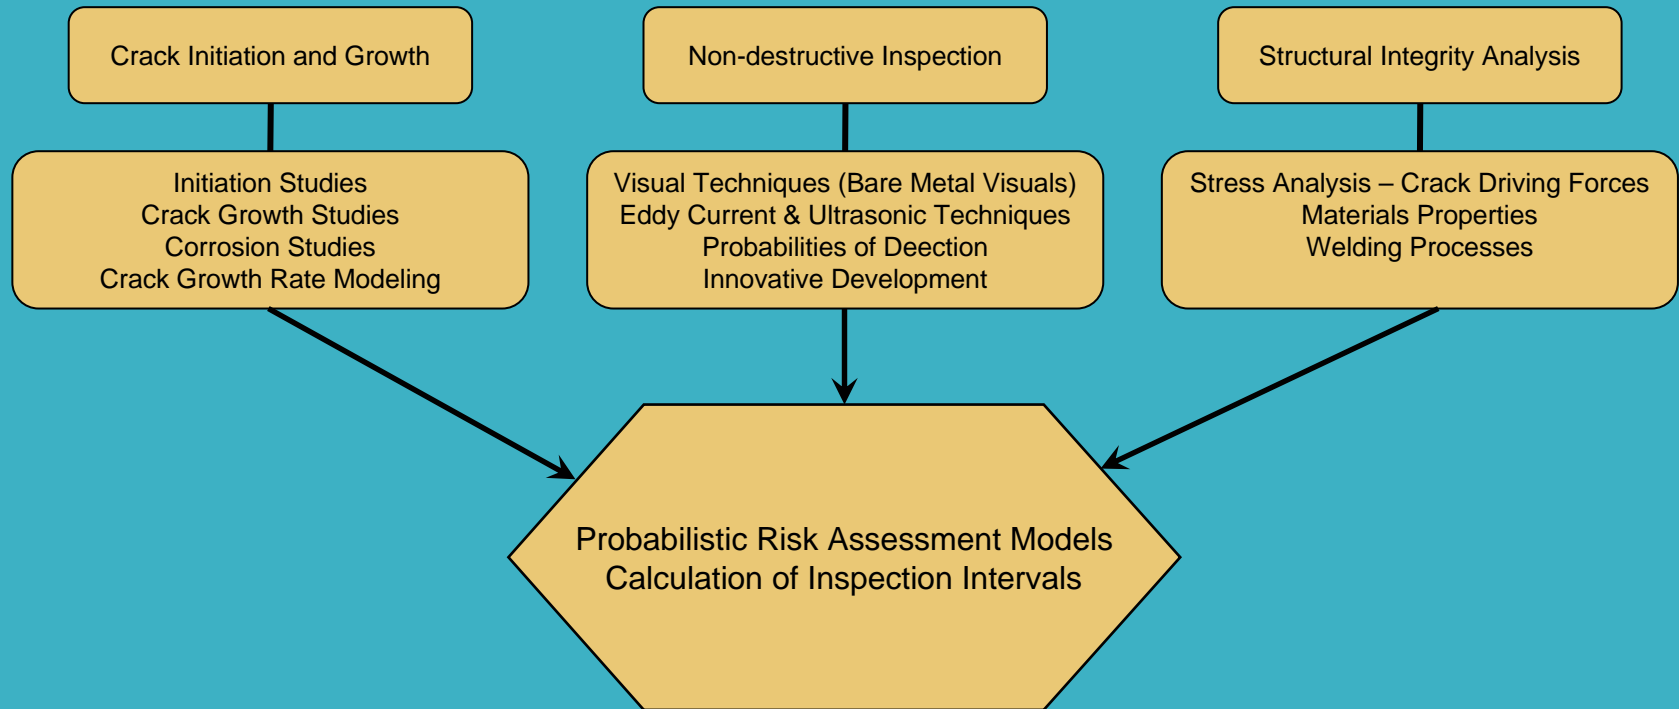 Crack Initiation and Growth
Non-destructive Inspection
Structural Integrity Analysis
Initiation Studies
Crack Growth Studies
Corrosion Studies
Crack Growth Rate Modeling
Visual Techniques (Bare Metal Visuals)
Eddy Current & Ultrasonic Techniques
Probabilities of Deection
Innovative Development
Stress Analysis – Crack Driving Forces
Materials Properties
Welding Processes
Probabilistic Risk Assessment Models
Calculation of Inspection Intervals